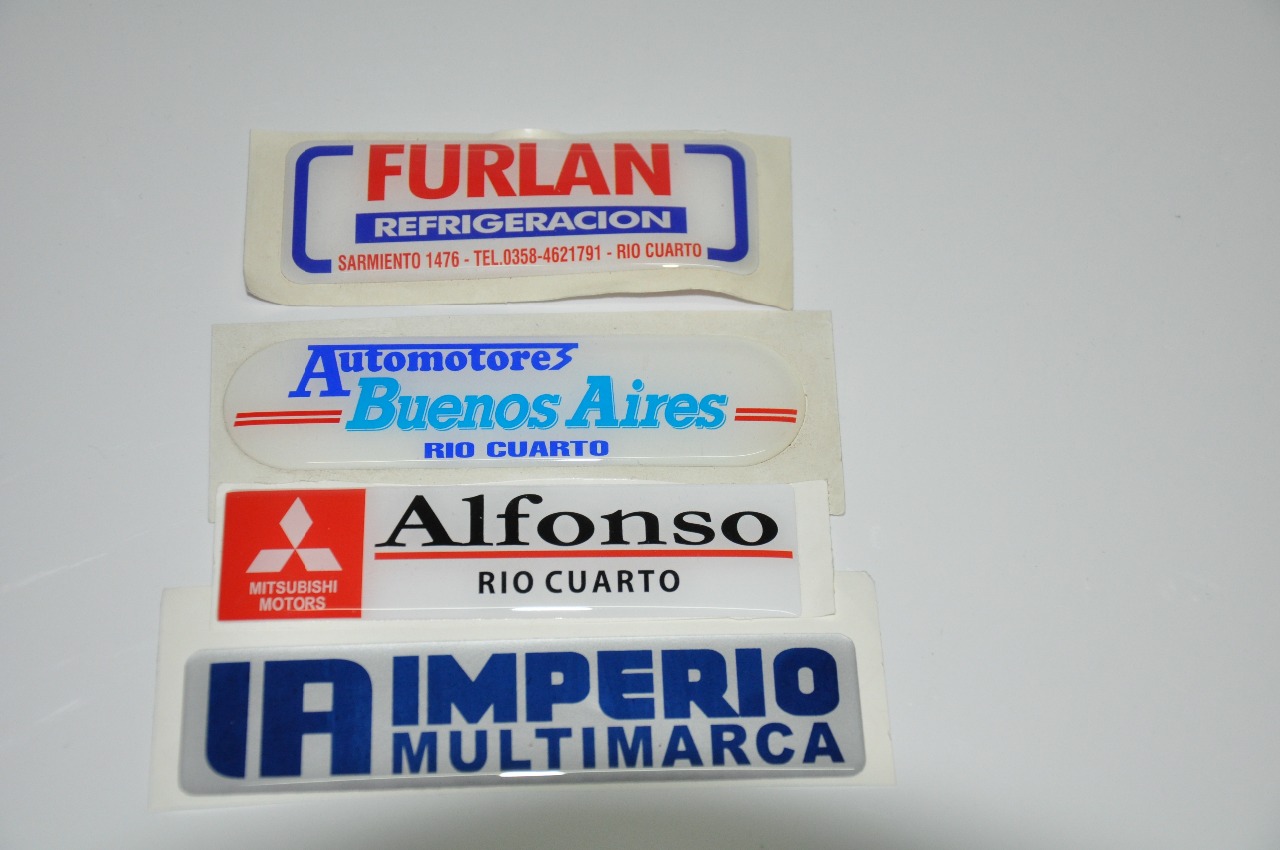 FURLAN
REFRIGERACION
SARMIENTO 1476 - TEL.0358-4621791 - RIO CUARTO
Automotores
Buenos Aires
RIO CUARTO
Alfonso
RIO CUARTO
MITSUBISHI
MOTORS
IA IMPERIO
MULTIMARCA